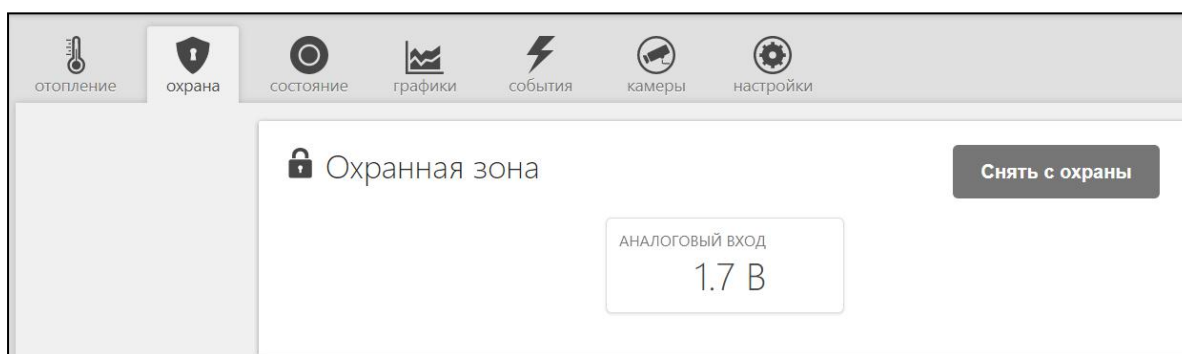 отопление охрана состояние графики события камеры настройки
Охранная зона
Снять с охраны
АНАЛОГОВЫЙ ВХОД
1.7 В